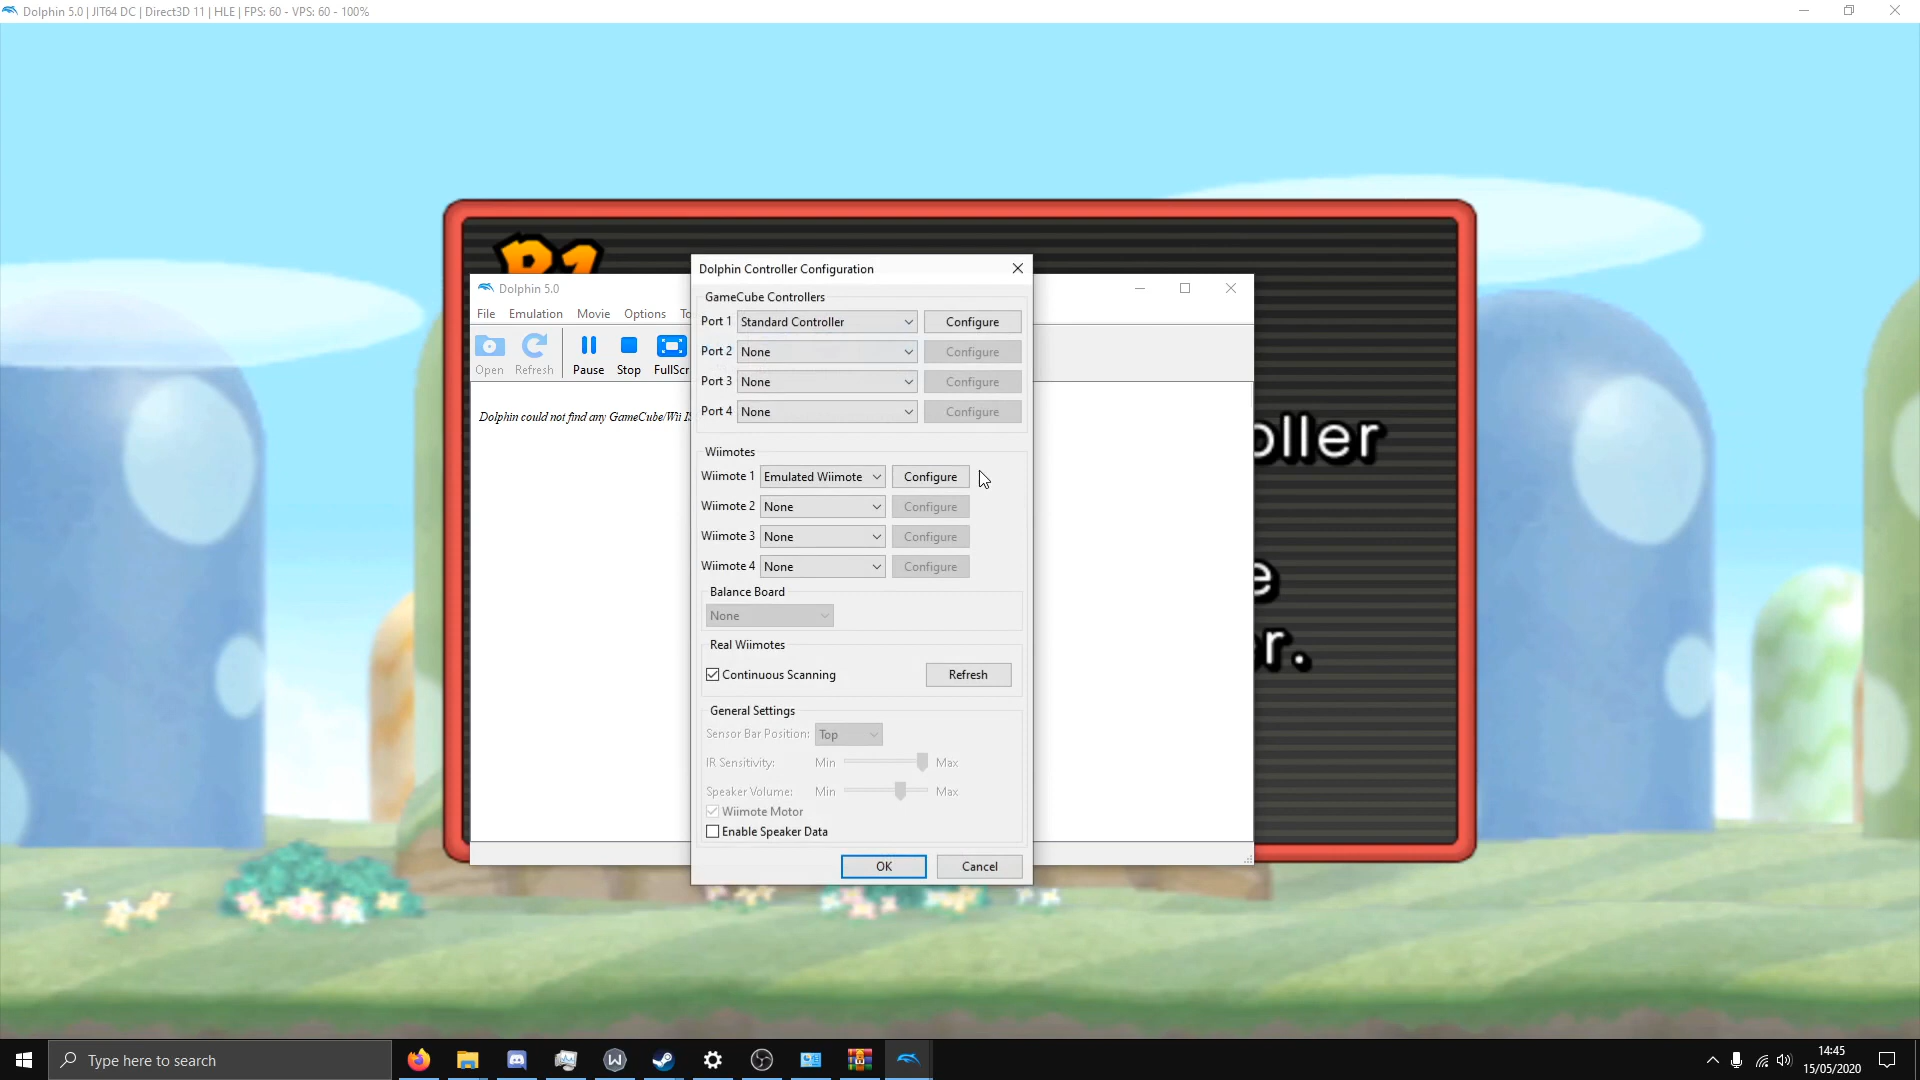 Dolphin 5.0 | JIT64 DC | Direct3D 11 | HLE | FPS: 60 - VPS: 60 - 100%
P1
Dolphin 5.0
File Emulation Movie Options To
Open Refresh Pause Stop FullScr
Dolphin could not find any GameCube/Wii IS
Dolphin Controller Configuration
GameCube Controllers
Port 1 Standard Controller Configure
Port 2 None Configure
Port 3 None Configure
Port 4 None Configure
Wiimotes
Wiimote 1 Emulated Wiimote Configure
Wiimote 2 None Configure
Wiimote 3 None Configure
Wiimote 4 None Configure
Balance Board
None
Real Wiimotes
Continuous Scanning Refresh
General Settings
Sensor Bar Position: Top
IR Sensitivity: Min Max
Speaker Volume: Min Max
Wiimote Motor
Enable Speaker Data
OK Cancel
oller
e
r.
Type here to search
14:45
15/05/2020